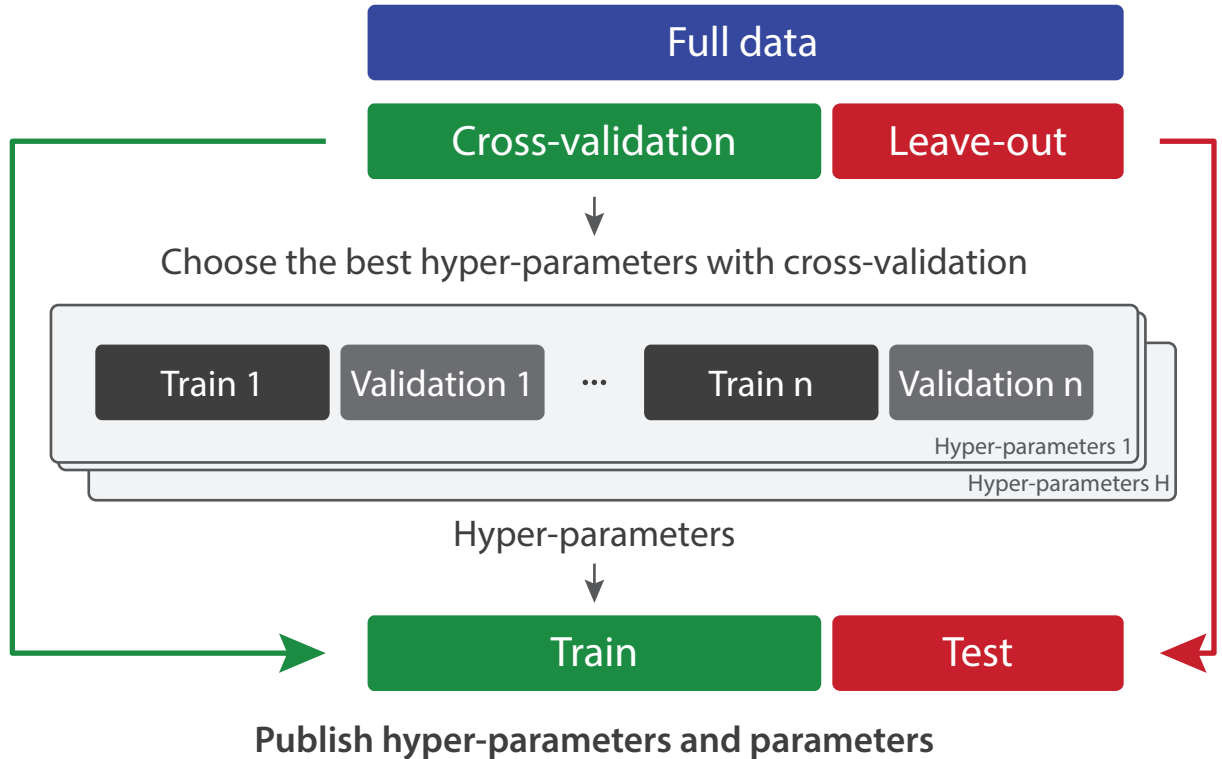 Full data
Cross-validation Leave-out
Choose the best hyper-parameters with cross-validation
Train 1 Validation 1 ... Train n Validation n
Hyper-parameters 1
Hyper-parameters H
Hyper-parameters
Train Test
Publish hyper-parameters and parameters